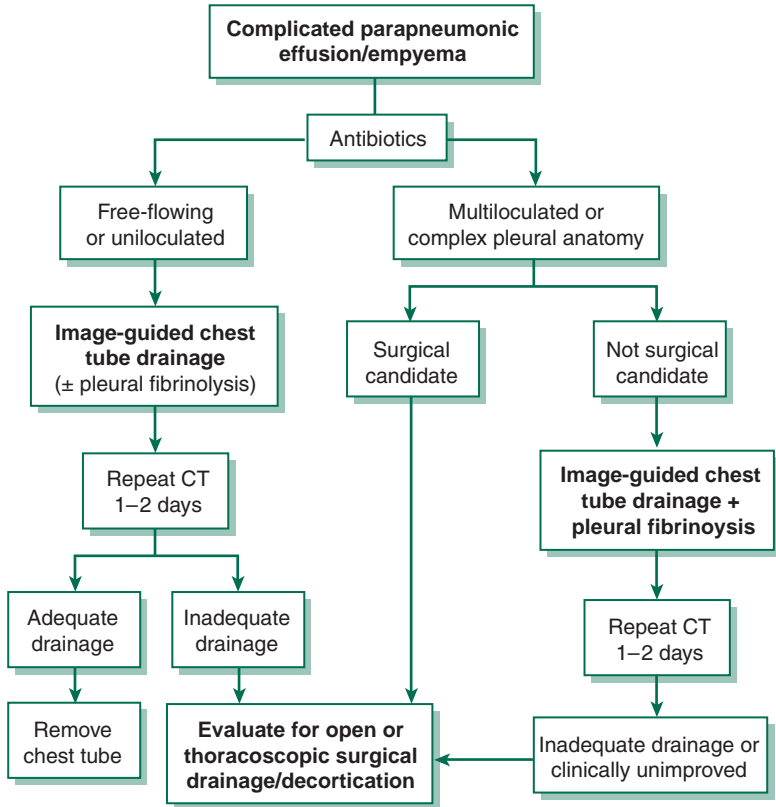 Complicated parapneumonic
effusion/empyema
Antibiotics
Free-flowing
or uniloculated
Multiloculated or
complex pleural anatomy
Image-guided chest
tube drainage
(± pleural fibrinolysis)
Surgical
candidate
Not surgical
candidate
Repeat CT
1–2 days
Image-guided chest
tube drainage +
pleural fibrinoysis
Adequate
drainage
Inadequate
drainage
Repeat CT
1–2 days
Remove
chest tube
Evaluate for open or
thoracoscopic surgical
drainage/decortication
Inadequate drainage or
clinically unimproved